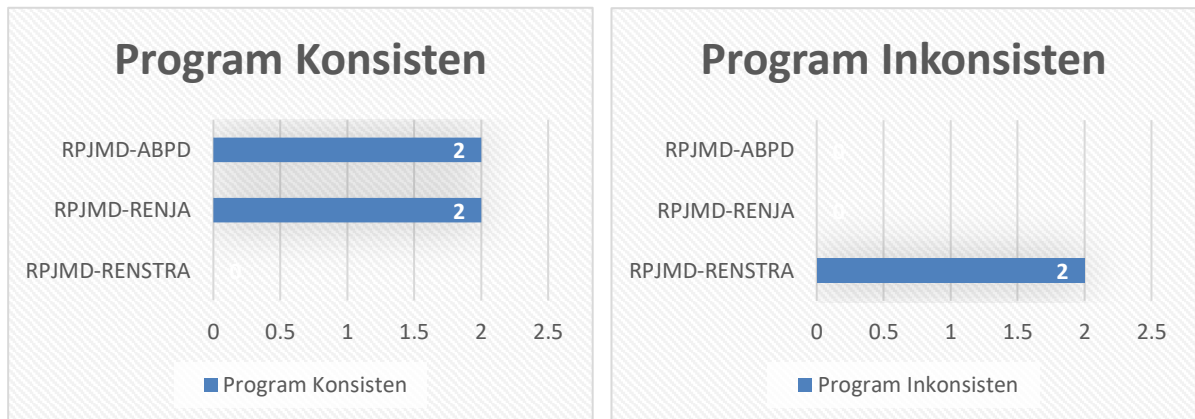 Program Konsisten
RPJMD-ABPD
2
RPJMD-RENJA
2
RPJMD-RENSTRA
0
0 0.5 1 1.5 2 2.5
Program Konsisten
Program Inkonsisten
RPJMD-ABPD
0
RPJMD-RENJA
0
RPJMD-RENSTRA
2
0 0.5 1 1.5 2 2.5
Program Inkonsisten